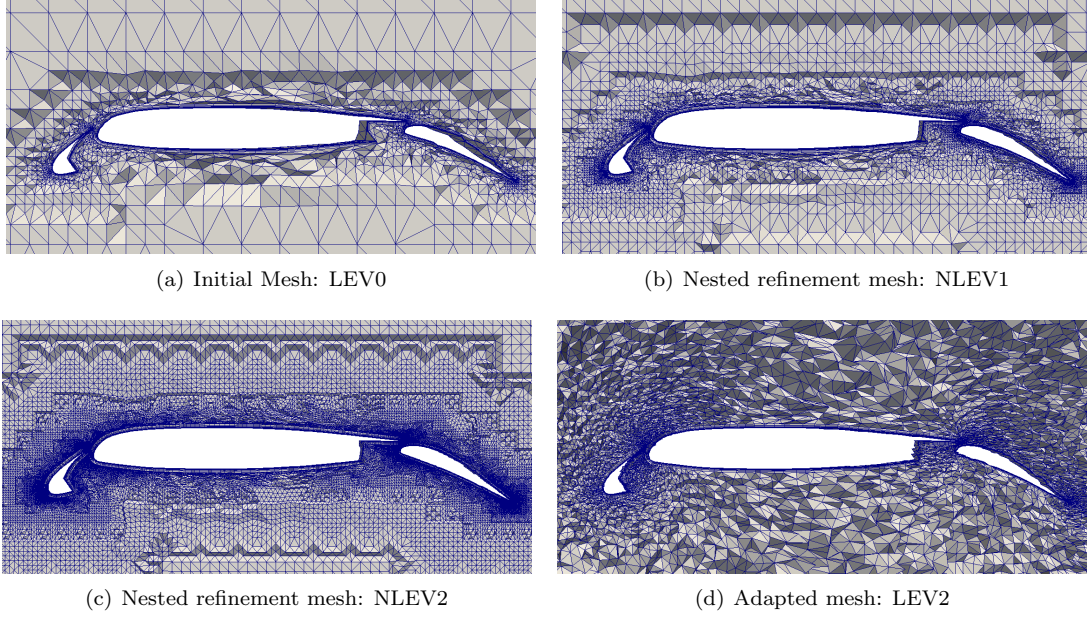 (a) Initial Mesh: LEV0
(b) Nested refinement mesh: NLEV1
(c) Nested refinement mesh: NLEV2
(d) Adapted mesh: LEV2